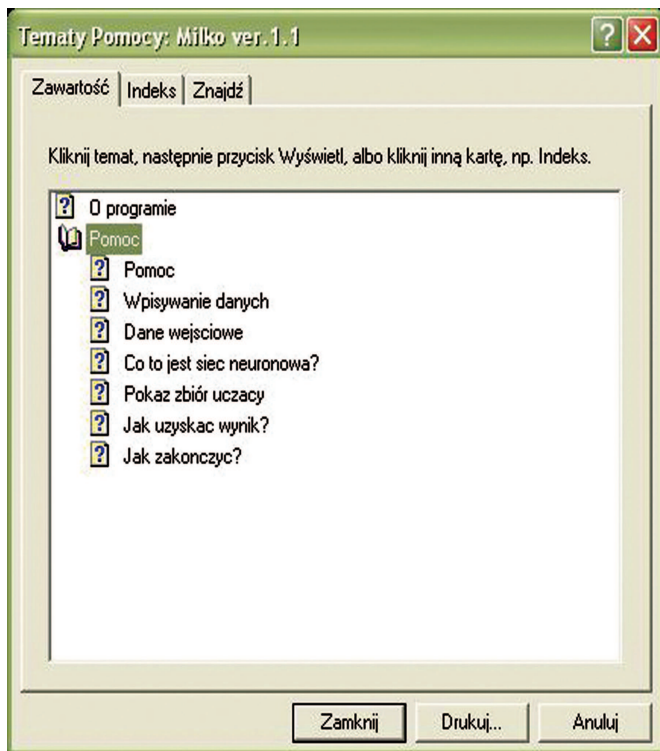 Tematy Pomocy: Milko ver.1.1
Zawartość Indeks Znajdź
Kliknij temat, następnie przycisk Wyświetl, albo kliknij inną kartę, np. Indeks.
O programie
Pomoc
Pomoc
Wpisywanie danych
Dane wejsciowe
Co to jest siec neuronowa?
Pokaz zbiór uczacy
Jak uzyskac wynik?
Jak zakonczyc?
Zamknij Drukuj... Anuluj